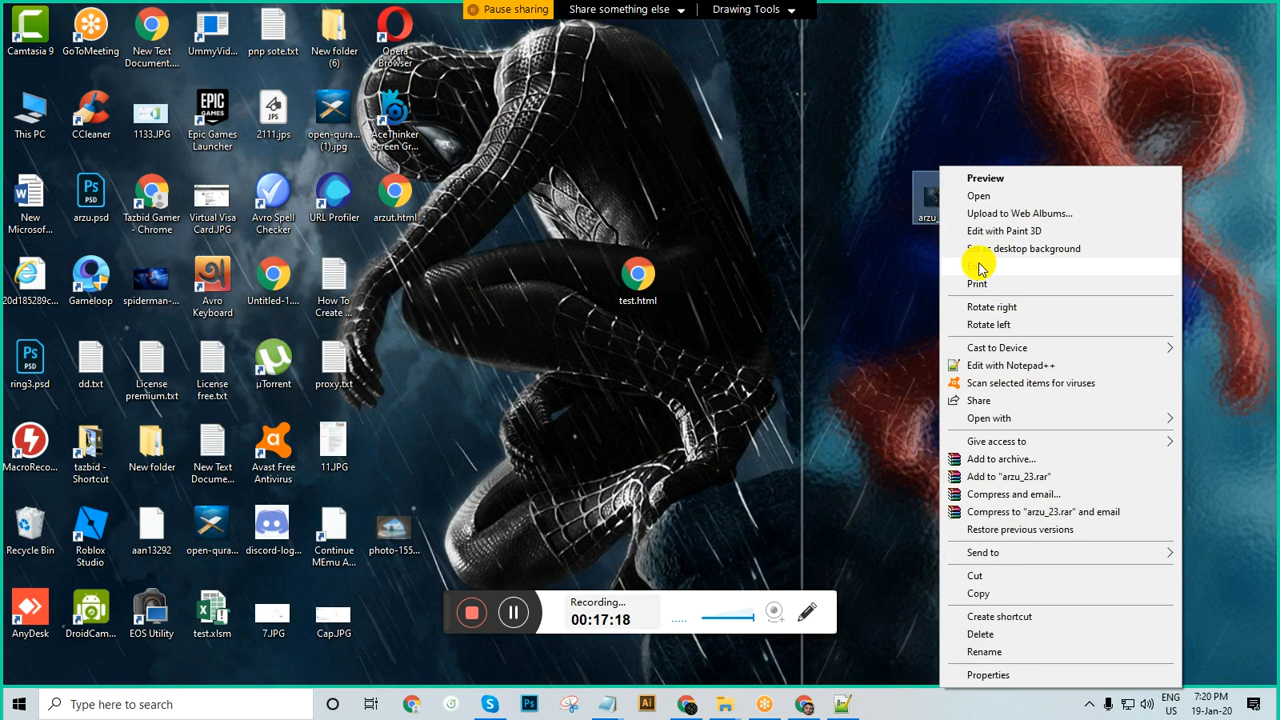 Pause sharing
Share something else
Drawing Tools
Camtasia 9
GoToMeeting
New Text
Document....
UmmyVid...
pnp sote.txt
New folder
(6)
Opera
Browser
This PC
CCleaner
1133.JPG
Epic Games
Launcher
JPS
2111.jps
open-qura...
(1).jpg
AceThinker
Screen Gr...
New
Microsof...
PSD
arzu.psd
Tazbid Gamer
- Chrome
Virtual Visa
Card.JPG
Avro Spell
Checker
URL Profiler
arzut.html
20d185289c...
Gameloop
spiderman-...
Avro
Keyboard
Untitled-1....
How To
Create ...
test.html
PSD
ring3.psd
dd.txt
License
premium.txt
License
free.txt
µTorrent
proxy.txt
MacroReco...
tazbid -
Shortcut
New folder
New Text
Docume...
Avast Free
Antivirus
11.JPG
Recycle Bin
Roblox
Studio
aan13292
open-qura...
discord-log...
Continue
MEmu A...
photo-155...
AnyDesk
DroidCam...
EOS Utility
test.xlsm
7.JPG
Cap.JPG
arzu_
Preview
Open
Upload to Web Albums...
Edit with Paint 3D
desktop background
Print
Rotate right
Rotate left
Cast to Device
Edit with Notepad++
Scan selected items for viruses
Share
Open with
Give access to
Add to archive...
Add to "arzu_23.rar"
Compress and email...
Compress to "arzu_23.rar" and email
Restore previous versions
Send to
Cut
Copy
Create shortcut
Delete
Rename
Properties
Recording...
00:17:18
Type here to search
ENG
US
7:20 PM
19-Jan-20